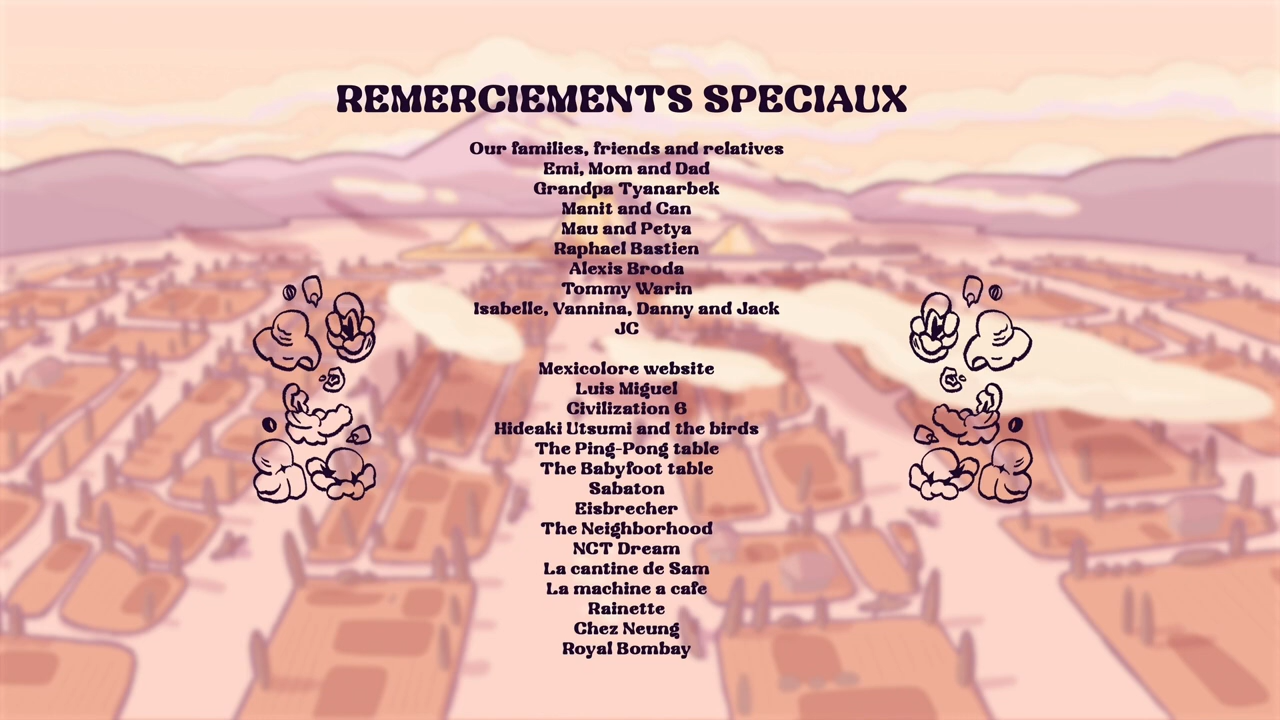 REMERCIEMENTS SPECIAUX
Our families, friends and relatives
Emi, Mom and Dad
Grandpa Tyanarbek
Manit and Can
Mau and Petya
Raphael Bastien
Alexis Broda
Tommy Warin
Isabelle, Vannina, Danny and Jack
JC
Mexicolore website
Luis Miguel
Civilization 6
Hideaki Utsumi and the birds
The Ping-Pong table
The Babyfoot table
Sabaton
Eisbrecher
The Neighborhood
NCT Dream
La cantine de Sam
La machine a cafe
Rainette
Chez Neung
Royal Bombay